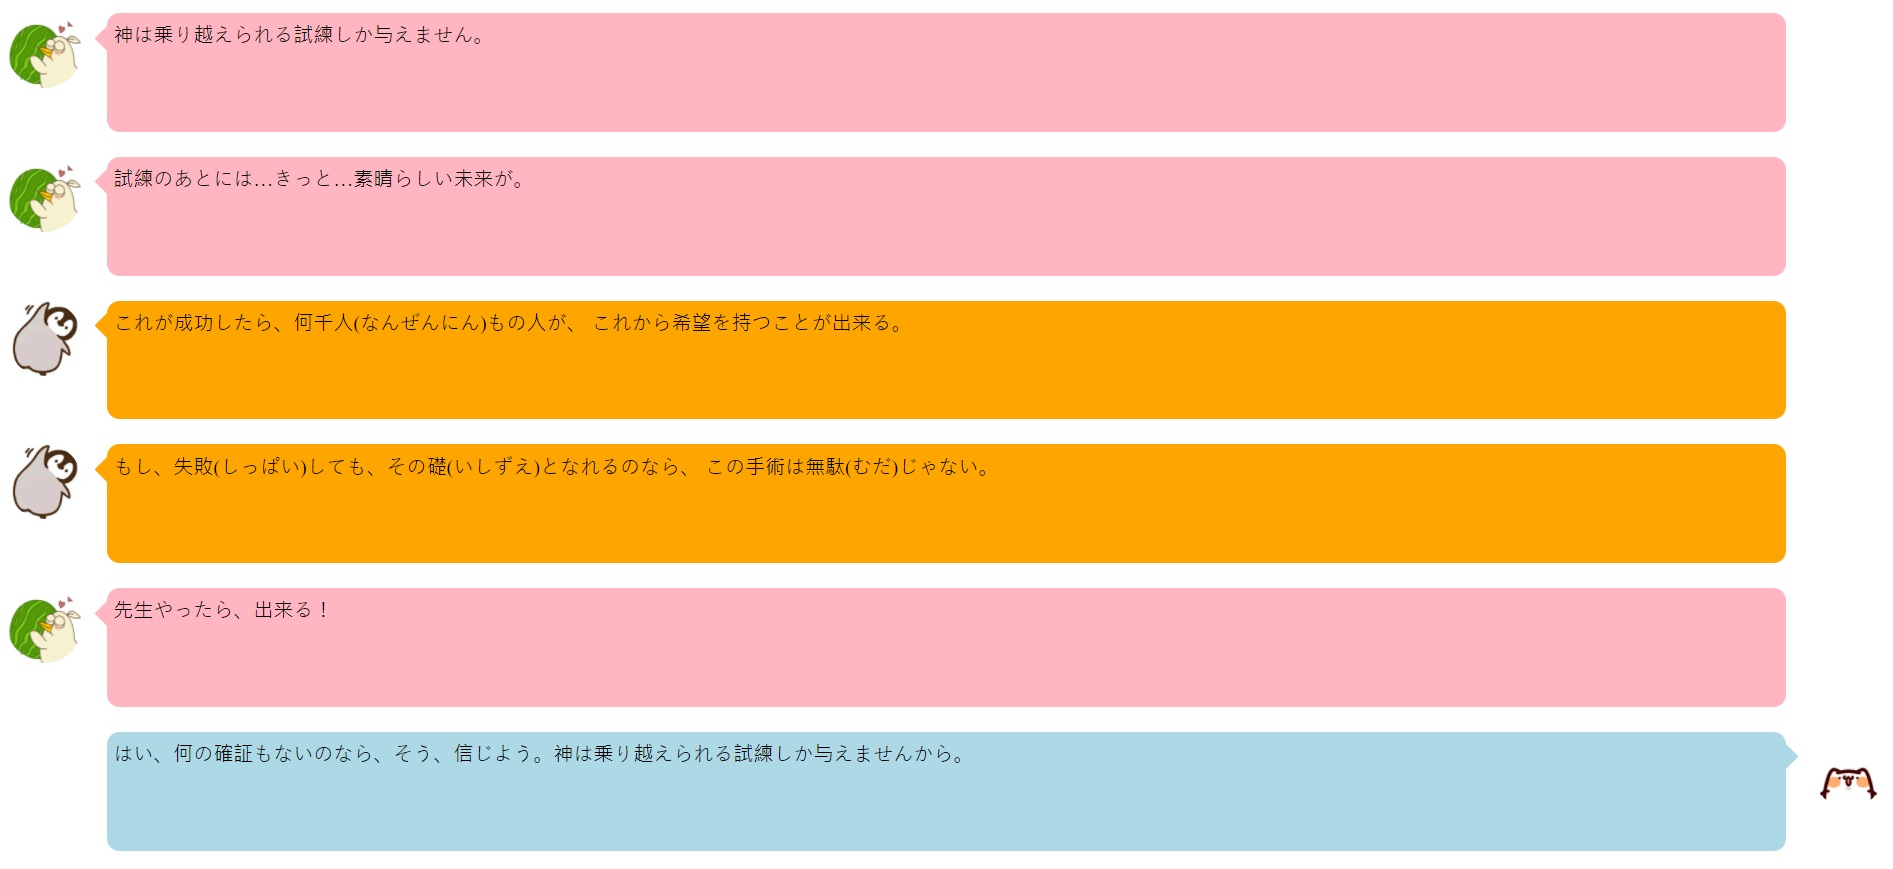 神は乗り越えられる試練しか与えません。
試練のあとには…きっと…素晴らしい未来が。
これが成功したら、何千人(なんぜんにん)もの人が、 これから希望を持つことが出来る。
もし、失敗(しっぱい)しても、その礎(いしずえ)となれるのなら、 この手術は無駄(むだ)じゃない。
先生やったら、出来る！
はい、何の確証もないのなら、そう、信じよう。神は乗り越えられる試練しか与えませんから。